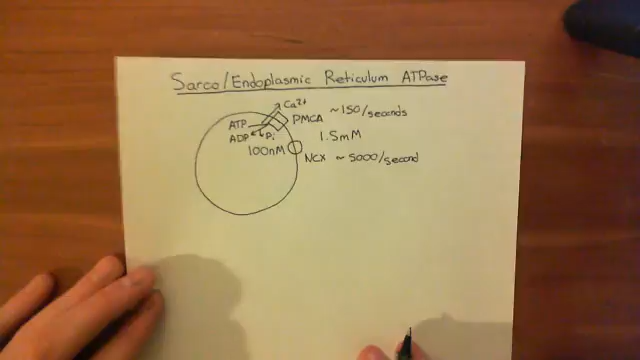 Sarco/Endoplasmic Reticulum ATPase
Ca2+
ATP PMCA ~150/seconds
ADP Pi 1.5mM
100nM NCX ~ 5000/second